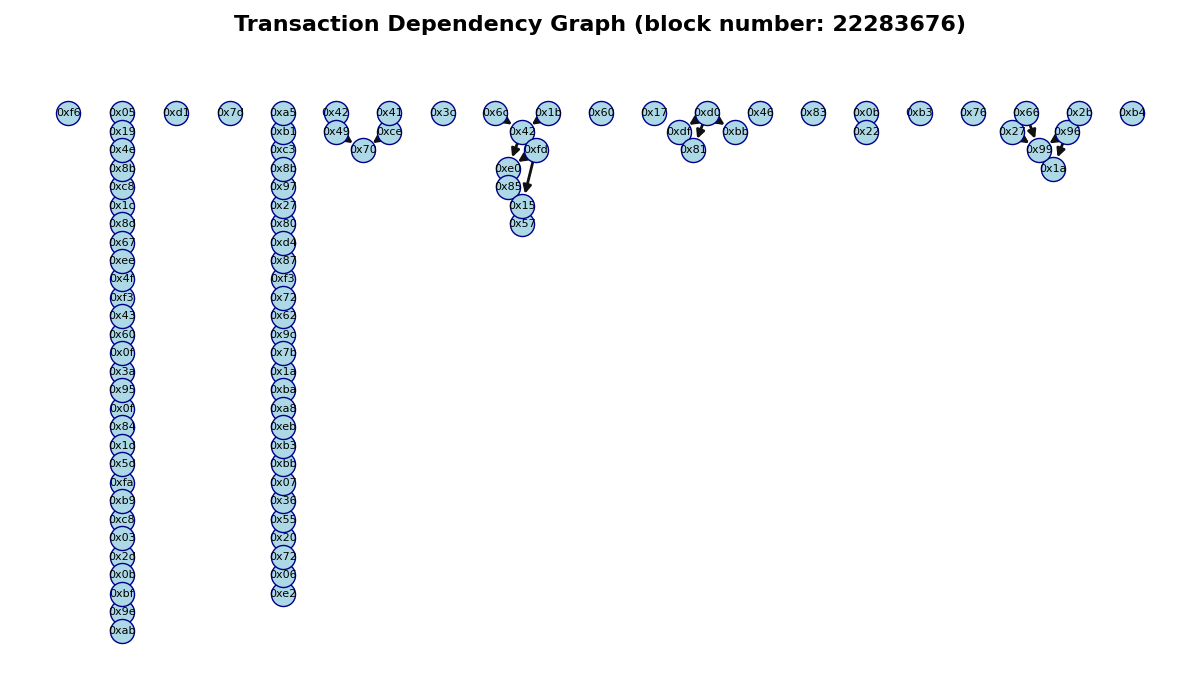 Transaction Dependency Graph (block number: 22283676)
0xf6 0x05 0xd1 0x7d 0xa5 0x42 0x41 0x3c 0x6c 0x1b 0x60 0x17 0xd0 0x46 0x83 0x0b 0xb3 0x76 0x66 0x2b 0xb4
0x19 0xb1 0x49 0xce 0x42 0xdf 0xbb 0x22 0x27 0x96
0x4e 0xc3 0x70 0xfd 0x81 0x99
0x8b 0x8b 0xe0 0x1a
0xc8 0x97 0x85
0x1c 0x27 0x15
0x8d 0x80 0x57
0x67 0xd4
0xee 0x87
0x4f 0xf3
0xf3 0x72
0x43 0x62
0x60 0x9c
0x0f 0x7b
0x3a 0x1a
0x95 0xba
0x0f 0xa8
0x84 0xeb
0x1d 0xb3
0x5d 0xbb
0xfa 0x07
0xb9 0x36
0xc8 0x55
0x03 0x20
0x2d 0x72
0x0b 0x06
0xbf 0xe2
0x9e
0xab